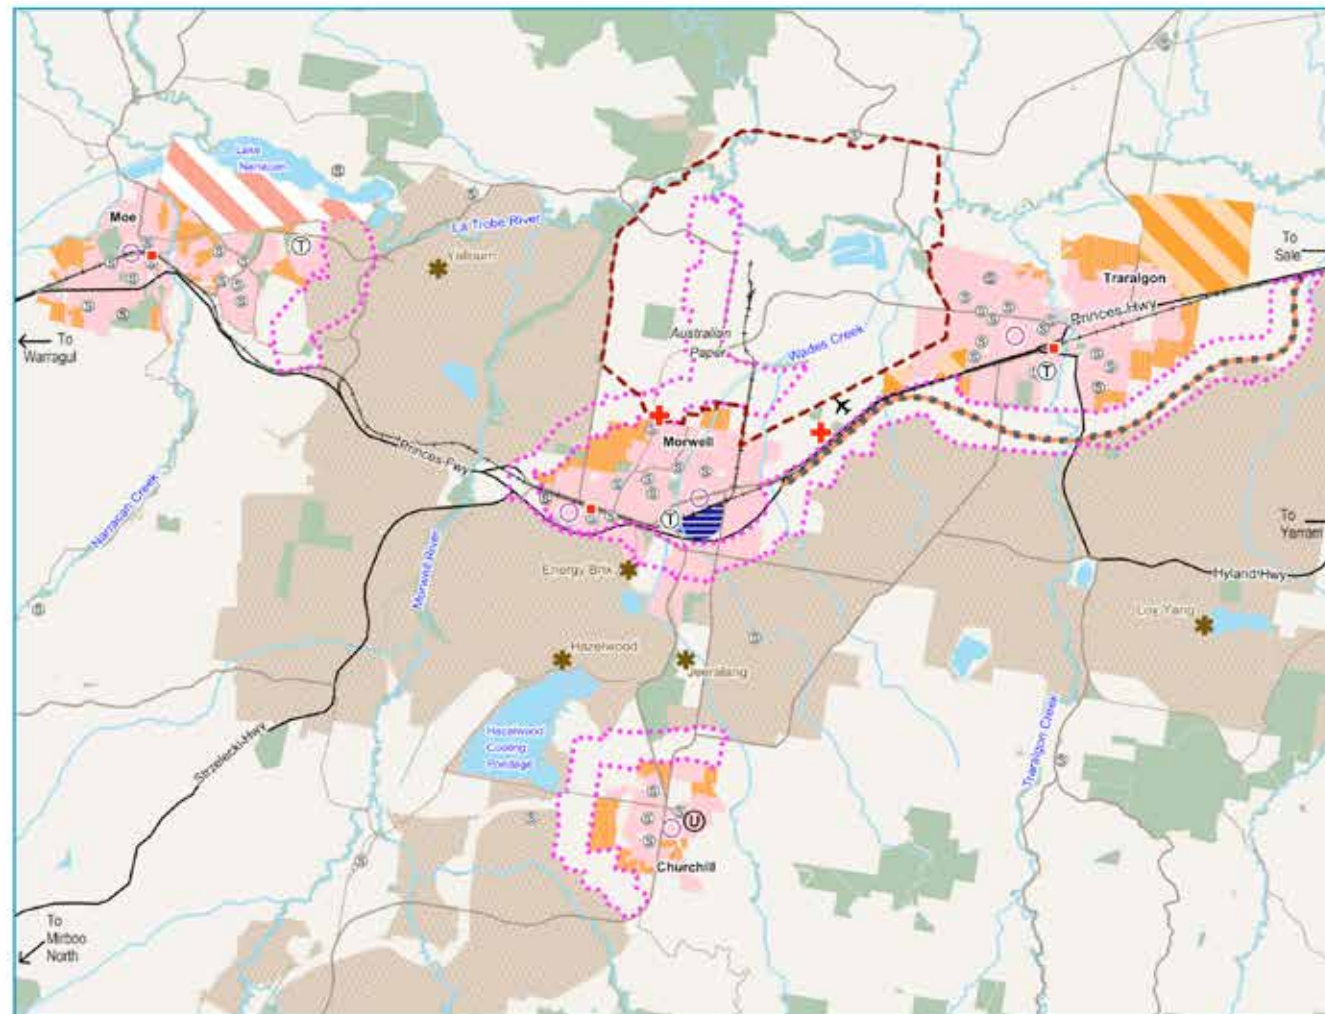 Lake
Narracan
Moe
La Trobe River
Yallourn
To
Sale
Traralgon
Princes Hwy
To
Warragul
Australian
Paper
Wades Creek
Morwell
Princes Fwy
Narracan Creek
Morwell River
To
Yarram
Energy Brix
Hyland Hwy
Loy Yang
Hazelwood
Jeeralang
Hazelwood
Cooling
Pondage
Strzelecki Hwy
Traralgon Creek
Churchill
To
Mirboo
North
T
T
T
U